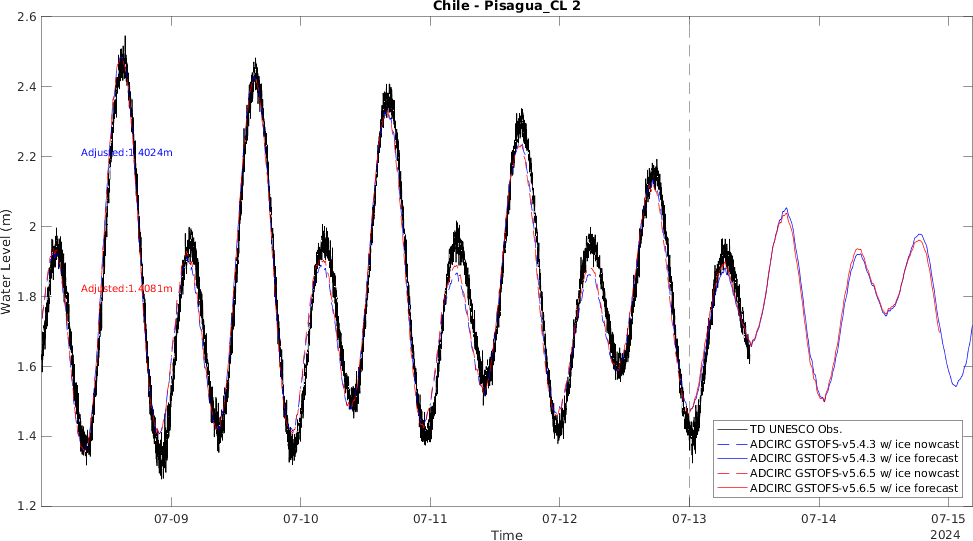 Chile - Pisagua_CL 2
2.6
2.4
2.2
2
1.8
1.6
1.4
1.2
Water Level (m)
Adjusted:1.4024m
Adjusted:1.4081m
TD UNESCO Obs.
ADCIRC GSTOFS-v5.4.3 w/ ice nowcast
ADCIRC GSTOFS-v5.4.3 w/ ice forecast
ADCIRC GSTOFS-v5.6.5 w/ ice nowcast
ADCIRC GSTOFS-v5.6.5 w/ ice forecast
07-09 07-10 07-11 07-12 07-13 07-14 07-15
Time
2024